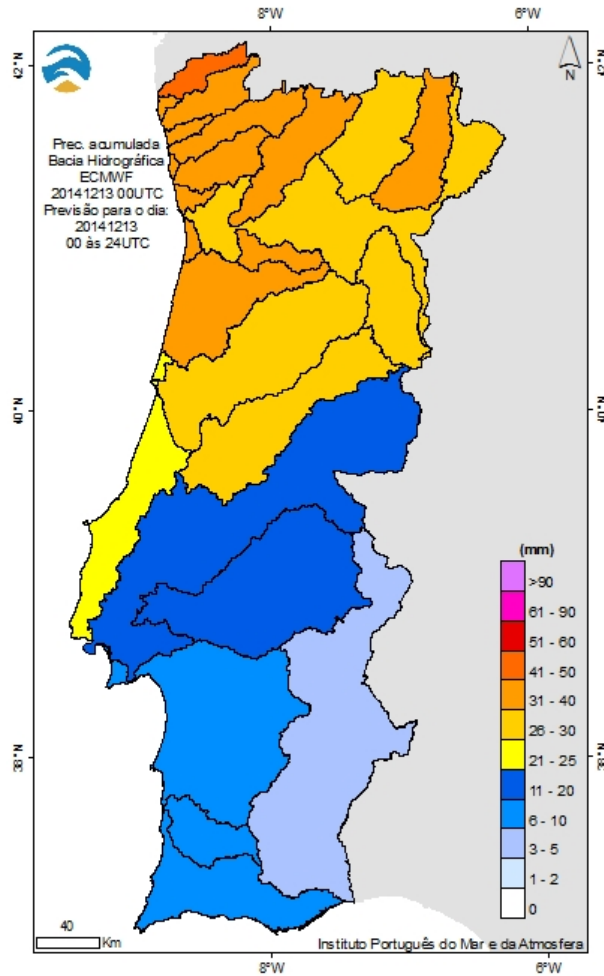 8°W 6°W
42°N 42°N
N
Prec. acumulada
Bacia Hidrográfica
ECMWF
20141213 00UTC
Previsão para o dia:
20141213
00 às 24UTC
40°N 40°N
(mm)
>90
61 - 90
51 - 60
41 - 50
31 - 40
26 - 30
21 - 25
11 - 20
6 - 10
3 - 5
1 - 2
0
38°N 38°N
40
Km
Instituto Português do Mar e da Atmosfera
8°W 6°W